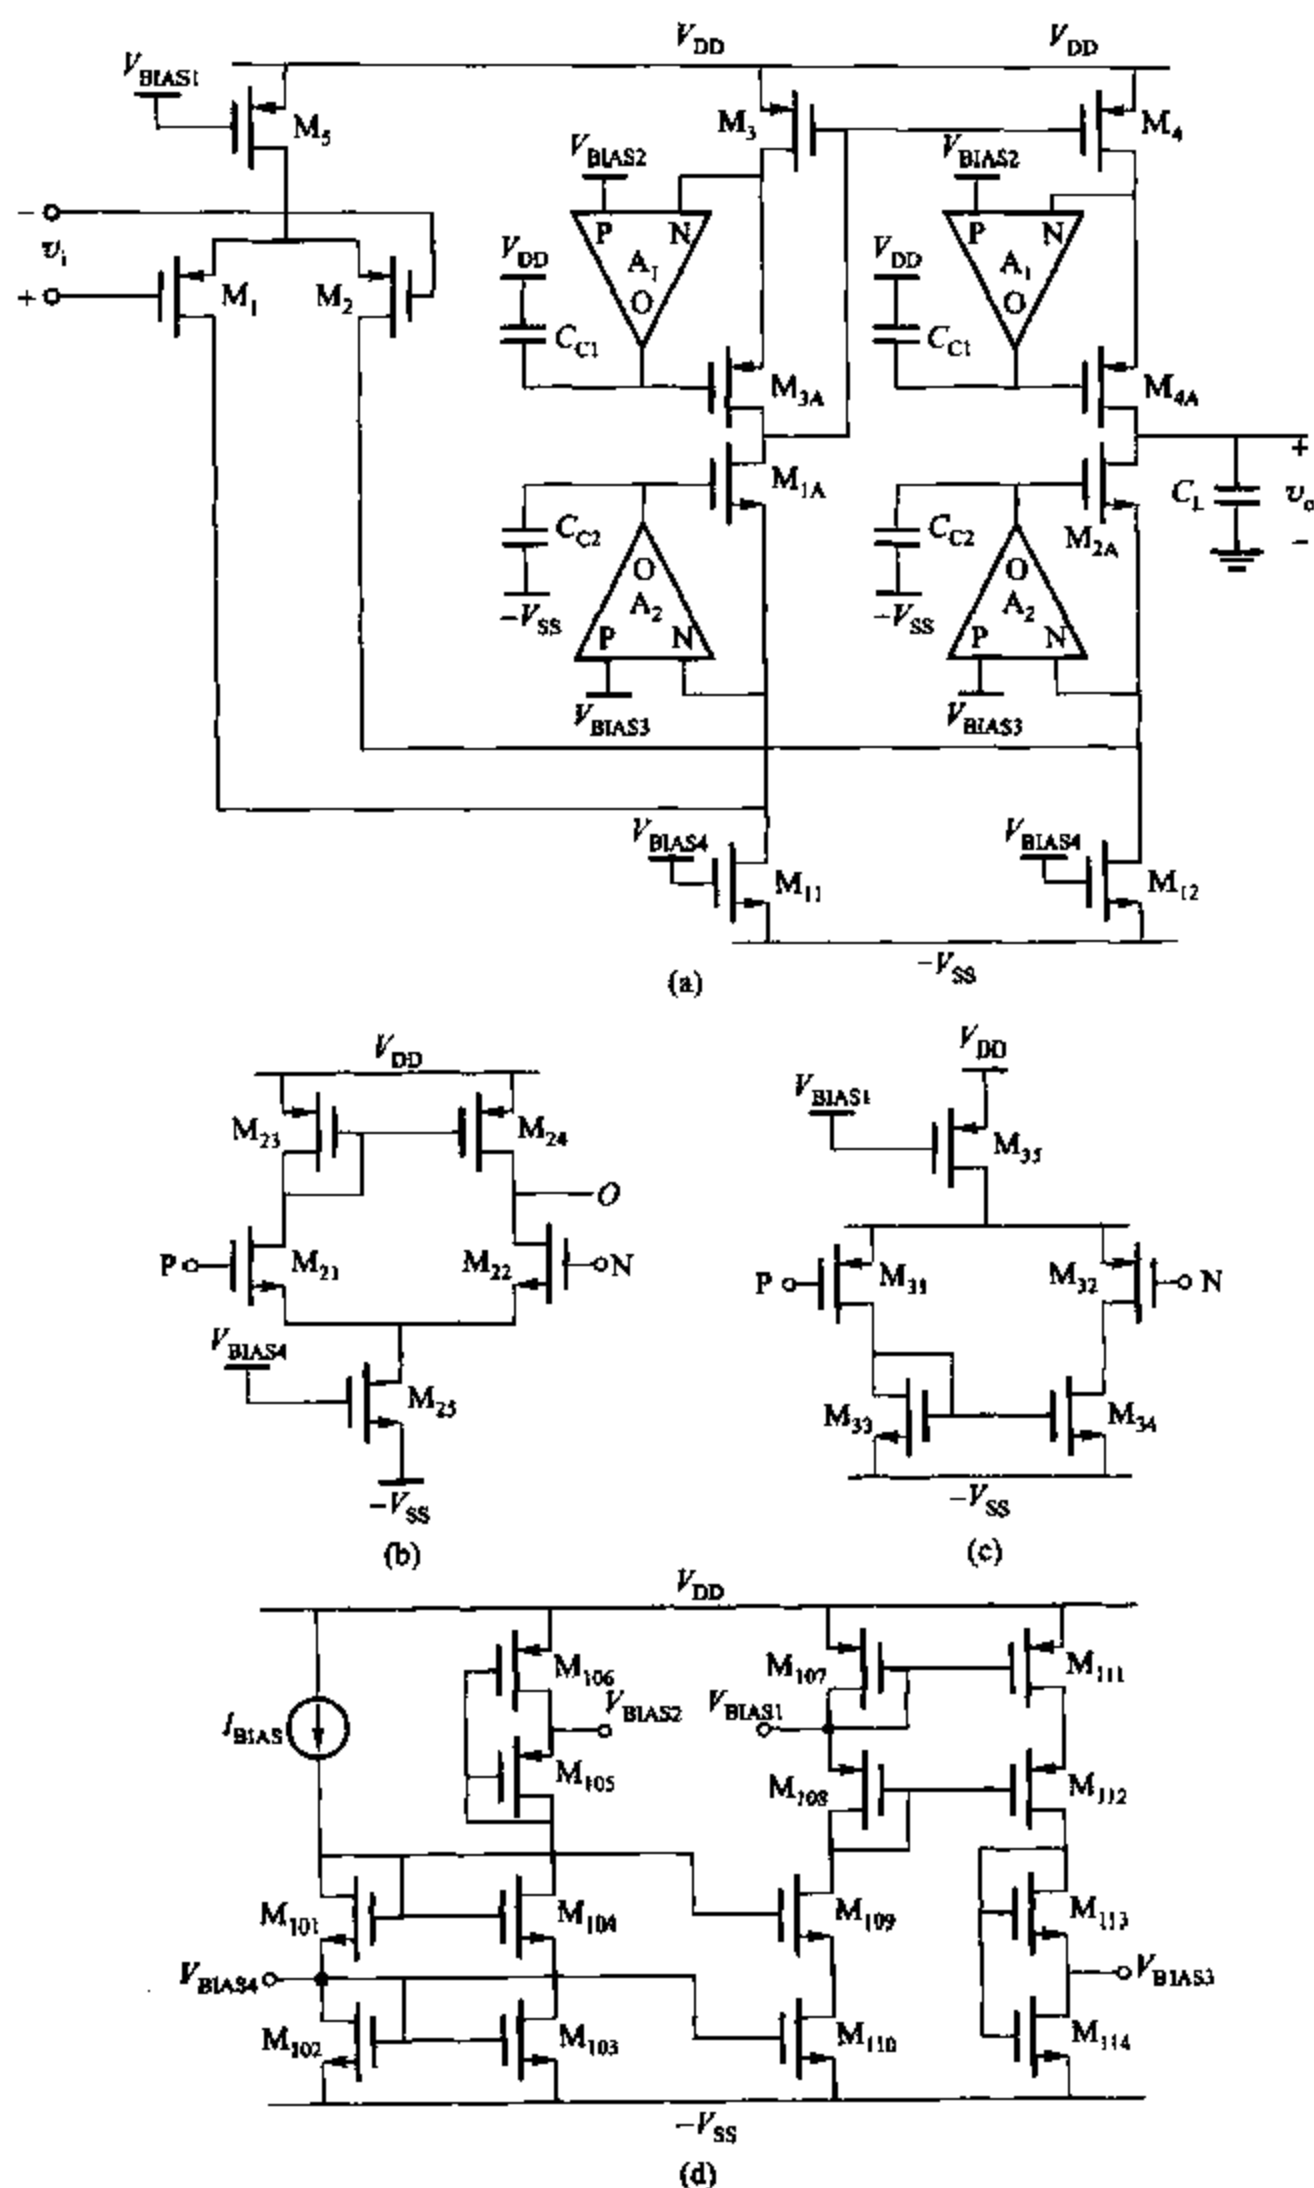 V_DD V_DD
V_BIAS1
M_5 M_3 M_4
V_BIAS2 V_BIAS2
− P N P N
v_i V_DD A_1 V_DD A_1
+ M_1 M_2 O O
C_C1 C_C1
M_3A M_4A
+
M_1A C_L v_o
C_C2 C_C2 M_2A −
O O
−V_SS A_2 −V_SS A_2
P N P N
V_BIAS3 V_BIAS3
V_BIAS4 V_BIAS4
M_11 M_12
−V_SS
(a)
V_DD
M_23 M_24
O
P M_21 M_22 N
V_BIAS4
M_25
−V_SS
(b)
V_DD
V_BIAS1
M_35
P M_31 M_32 N
M_33 M_34
−V_SS
(c)
V_DD
M_106 M_107 M_111
I_BIAS V_BIAS2 V_BIAS1
M_105 M_108 M_112
M_101 M_104 M_109 M_113
V_BIAS4 V_BIAS3
M_102 M_103 M_110 M_114
−V_SS
(d)